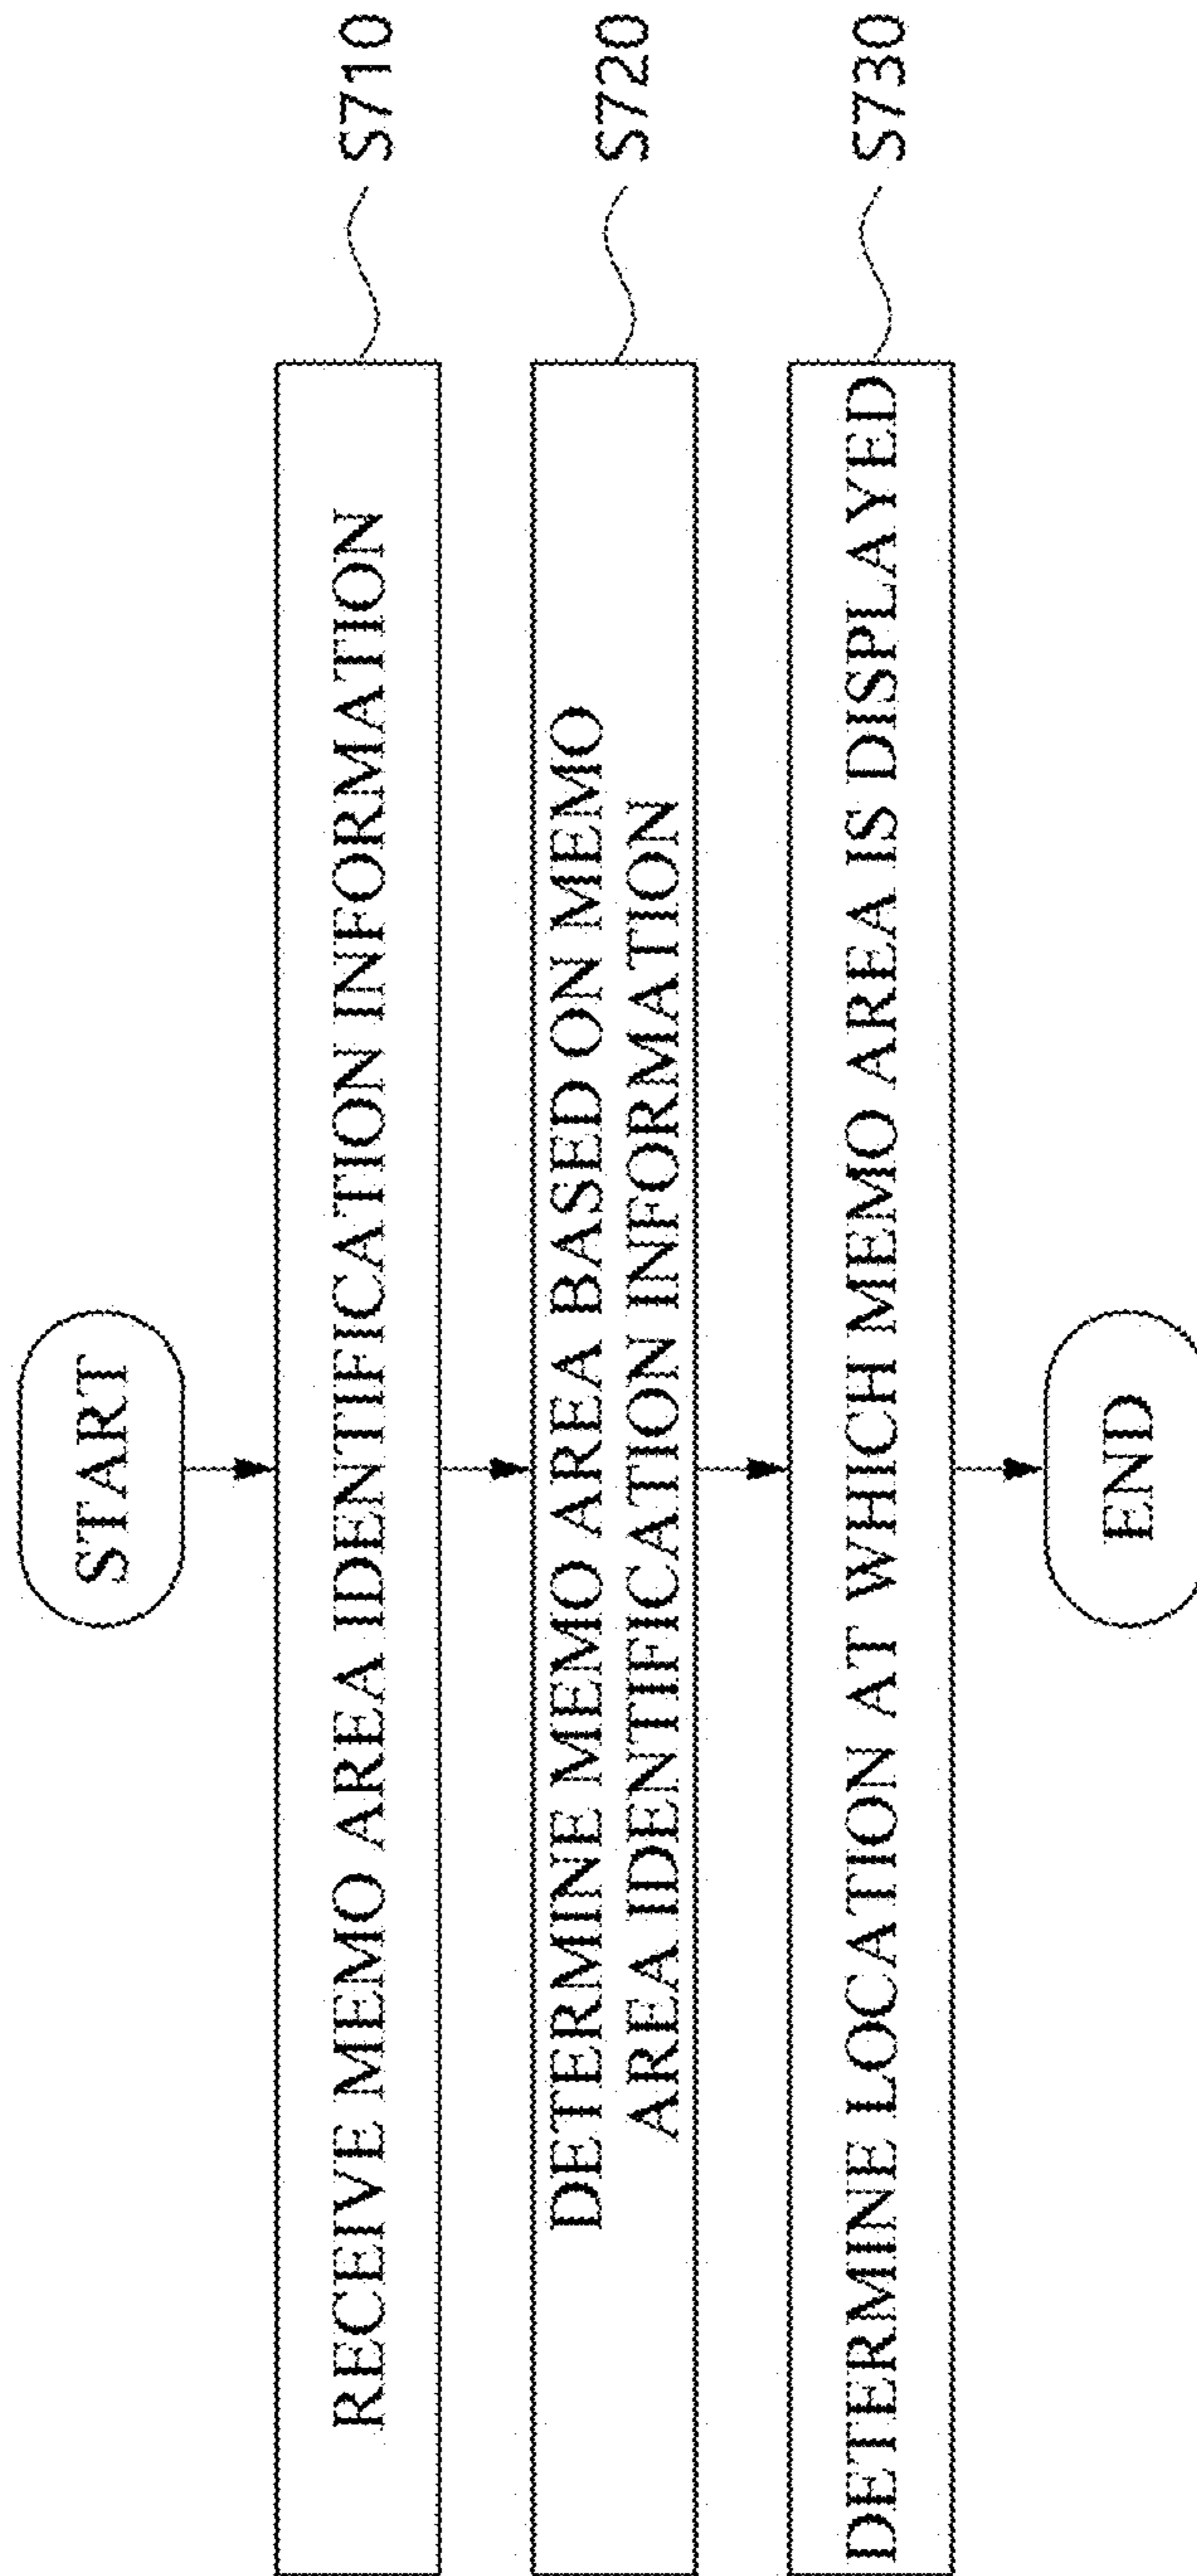 START
RECEIVE MEMO AREA IDENTIFICATION INFORMATION
S710
DETERMINE MEMO AREA BASED ON MEMO
AREA IDENTIFICATION INFORMATION
S720
DETERMINE LOCATION AT WHICH MEMO AREA IS DISPLAYED
S730
END